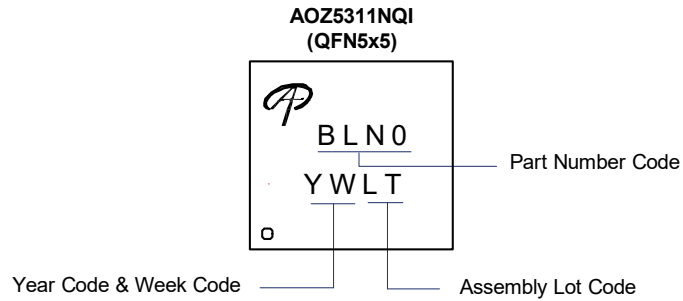 AOZ5311NQI
(QFN5x5)
BLN0
Part Number Code
YWLT
Year Code & Week Code
Assembly Lot Code